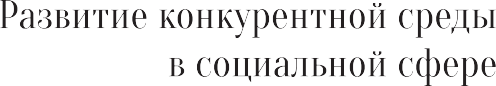 Развитие конкурентной среды
в социальной сфере